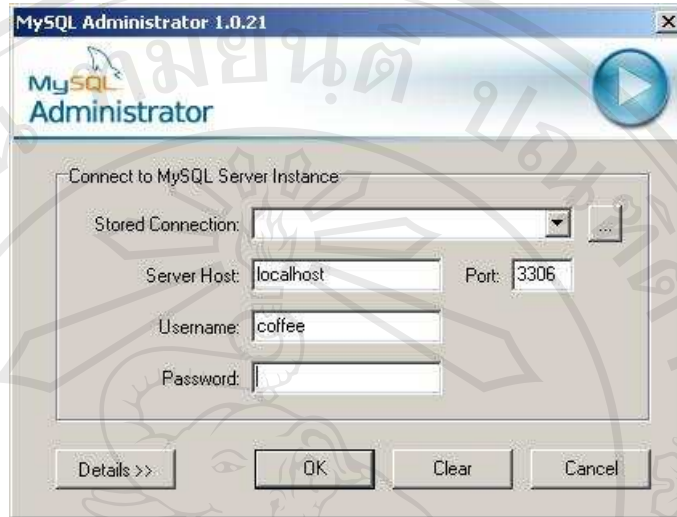 MySQL Administrator 1.0.21
MySQL
Administrator
Connect to MySQL Server Instance
Stored Connection: ...
Server Host: localhost Port: 3306
Username: coffee
Password:
Details >> OK Clear Cancel